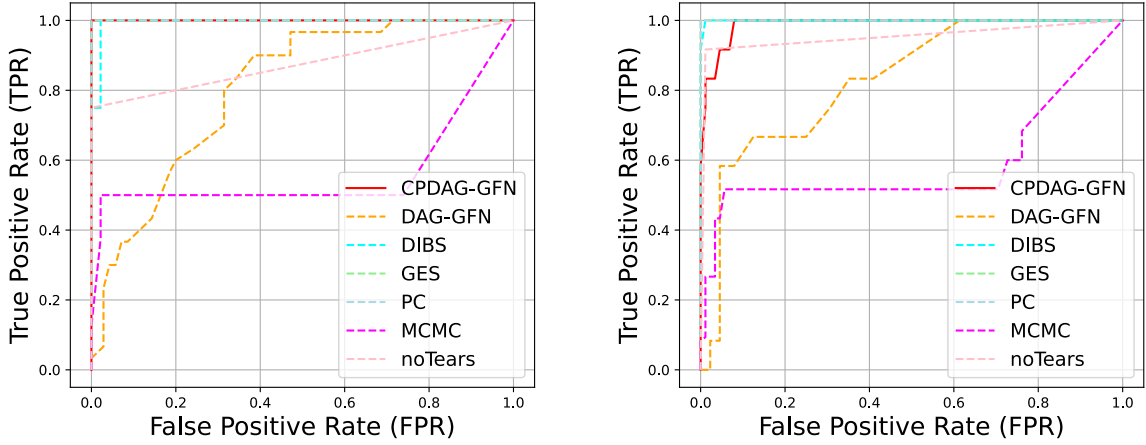 True Positive Rate (TPR)
1.0
0.8
0.6
0.4
0.2
0.0
0.0
0.2
0.4
0.6
0.8
1.0
False Positive Rate (FPR)
CPDAG-GFN
DAG-GFN
DIBS
GES
PC
MCMC
noTears
True Positive Rate (TPR)
1.0
0.8
0.6
0.4
0.2
0.0
0.0
0.2
0.4
0.6
0.8
1.0
False Positive Rate (FPR)
CPDAG-GFN
DAG-GFN
DIBS
GES
PC
MCMC
noTears